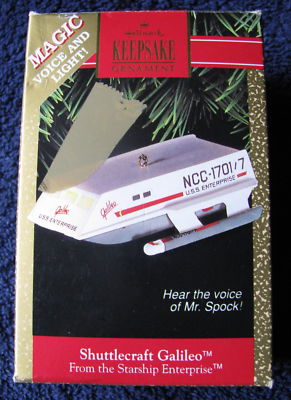 Hallmark
KEEPSAKE
ORNAMENT
MAGIC
VOICE AND
LIGHT!
NCC-1701/7
U.S.S. ENTERPRISE
Galileo
Galileo
U.S.S. ENTERPRISE
Hear the voice
of Mr. Spock!
Shuttlecraft Galileo™
From the Starship Enterprise™